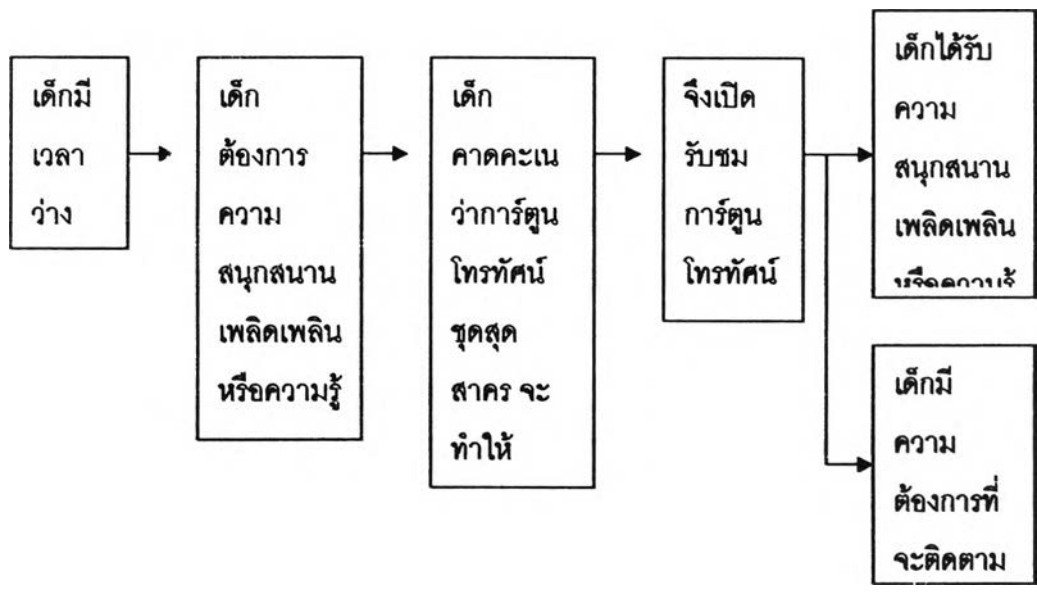 เด็กมี
เวลา
ว่าง
เด็ก
ต้องการ
ความ
สนุกสนาน
เพลิดเพลิน
หรือความรู้
เด็ก
คาดคะเน
ว่าการ์ตูน
โทรทัศน์
ชุดสุด
สาคร จะ
ทำให้
จึงเปิด
รับชม
การ์ตูน
โทรทัศน์
เด็กได้รับ
ความ
สนุกสนาน
เพลิดเพลิน
หรือความรู้
เด็กมี
ความ
ต้องการที่
จะติดตาม